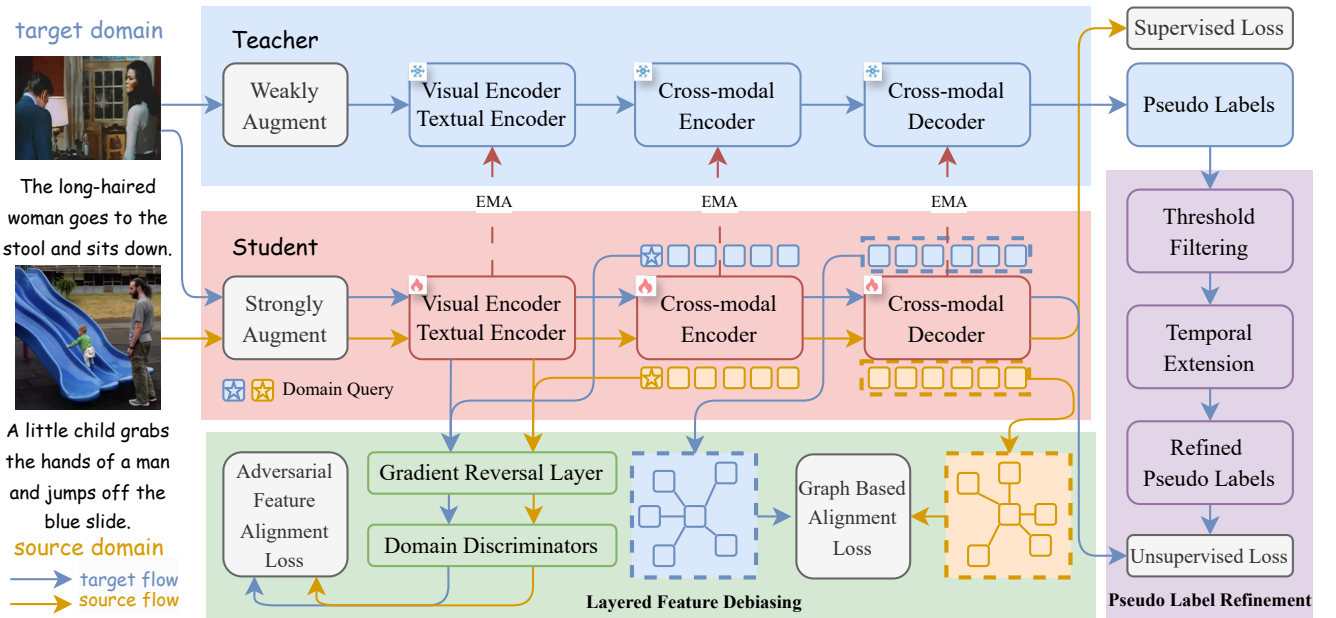 target domain
The long-haired
woman goes to the
stool and sits down.
A little child grabs
the hands of a man
and jumps off the
blue slide.
source domain
target flow
source flow
Teacher
Weakly
Augment
Visual Encoder
Textual Encoder
Cross-modal
Encoder
Cross-modal
Decoder
EMA
EMA
EMA
Student
Strongly
Augment
Visual Encoder
Textual Encoder
Cross-modal
Encoder
Cross-modal
Decoder
Domain Query
Adversarial
Feature
Alignment
Loss
Gradient Reversal Layer
Domain Discriminators
Graph Based
Alignment
Loss
Layered Feature Debiasing
Supervised Loss
Pseudo Labels
Threshold
Filtering
Temporal
Extension
Refined
Pseudo Labels
Unsupervised Loss
Pseudo Label Refinement